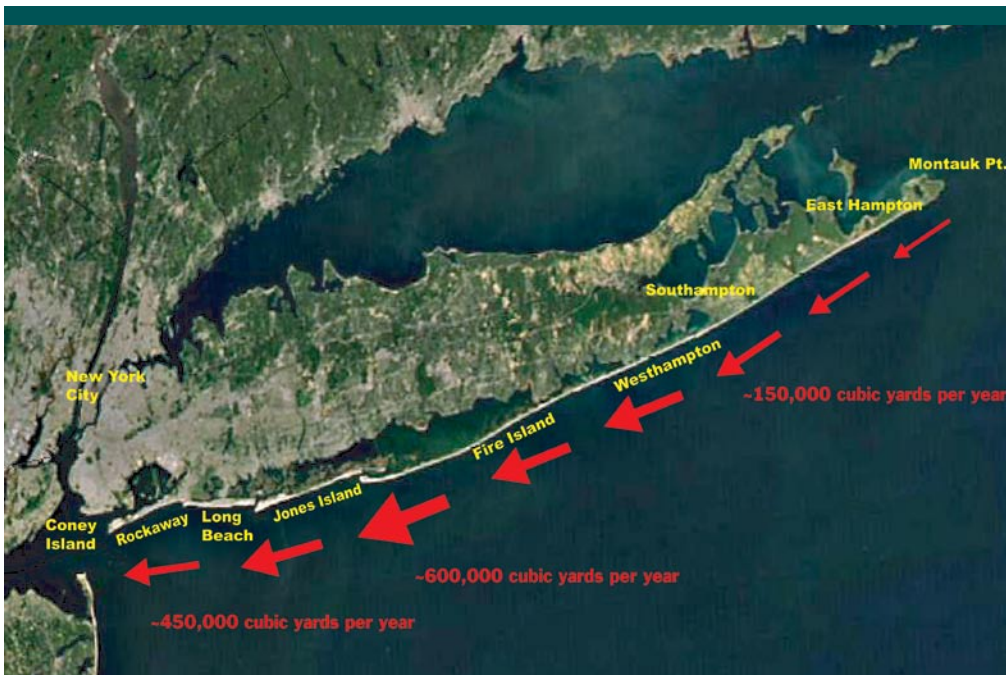 Montauk Pt.
East Hampton
Southampton
Westhampton
~150,000 cubic yards per year
New York
City
Fire Island
Jones Island
Long
Beach
Rockaway
Coney
Island
~600,000 cubic yards per year
~450,000 cubic yards per year